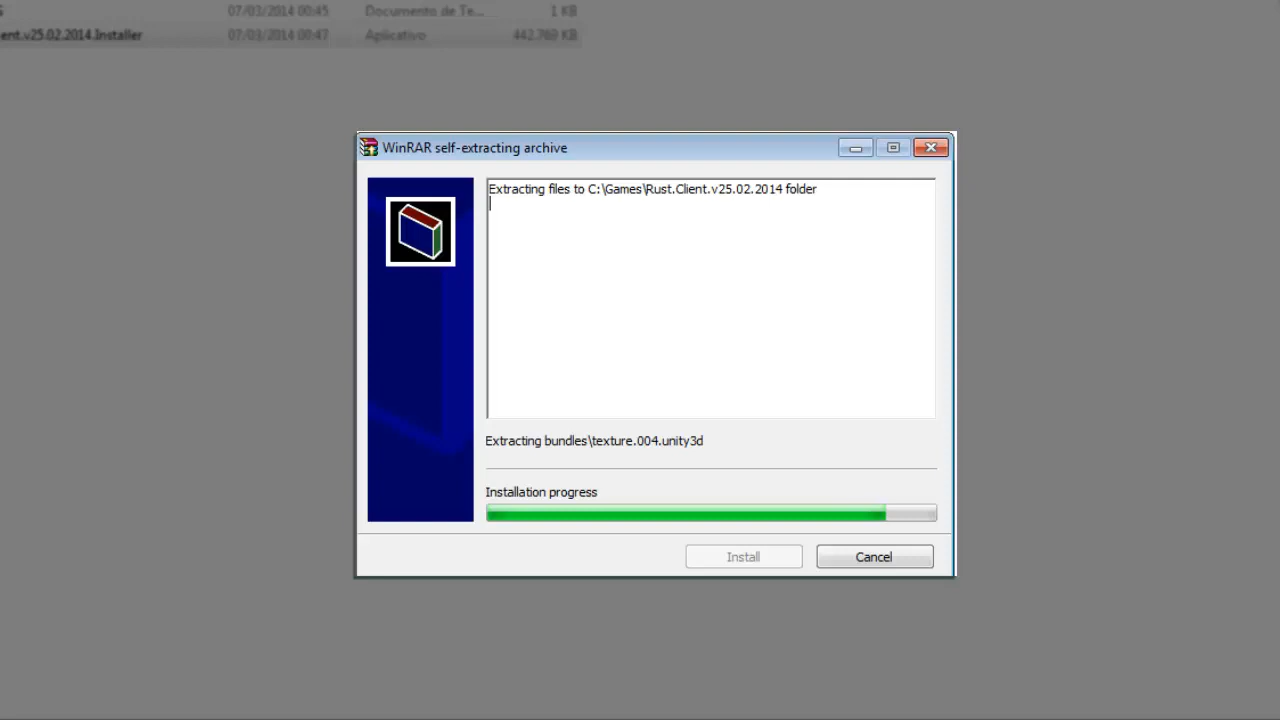 07/03/2014 00:45 Documento de Te... 1 KB
ent.v25.02.2014.Installer 07/03/2014 00:47 Aplicativo 442.769 KB
WinRAR self-extracting archive
Extracting files to C:\Games\Rust.Client.v25.02.2014 folder
Extracting bundles\texture.004.unity3d
Installation progress
Install Cancel